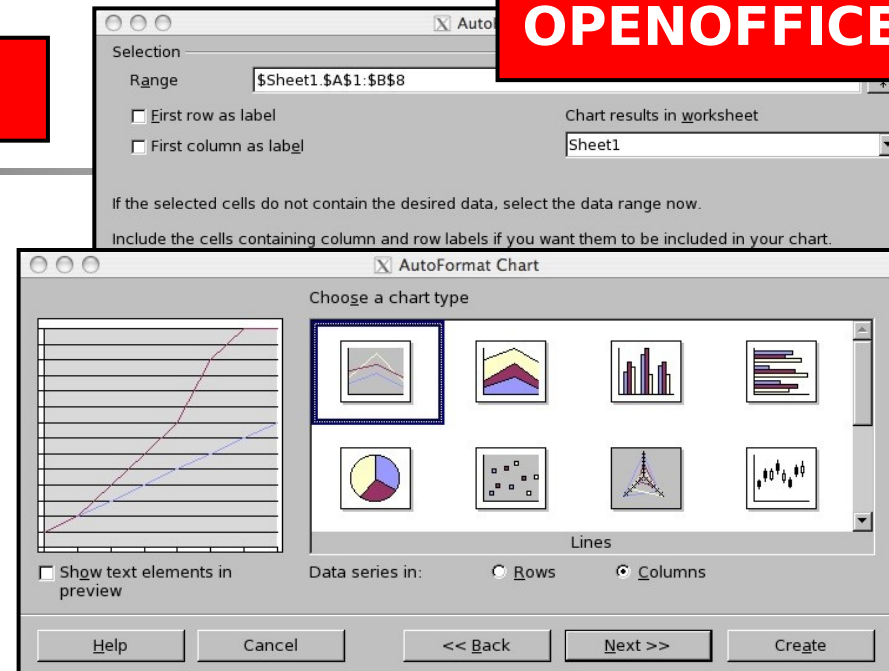 OPENOFFICE
Selection
Range
$Sheet1.$A$1:$B$8
First row as label
Chart results in worksheet
First column as label
Sheet1
If the selected cells do not contain the desired data, select the data range now.
Include the cells containing column and row labels if you want them to be included in your chart.
AutoFormat Chart
Choose a chart type
Lines
Show text elements in
preview
Data series in:
Rows
Columns
Help
Cancel
<< Back
Next >>
Create